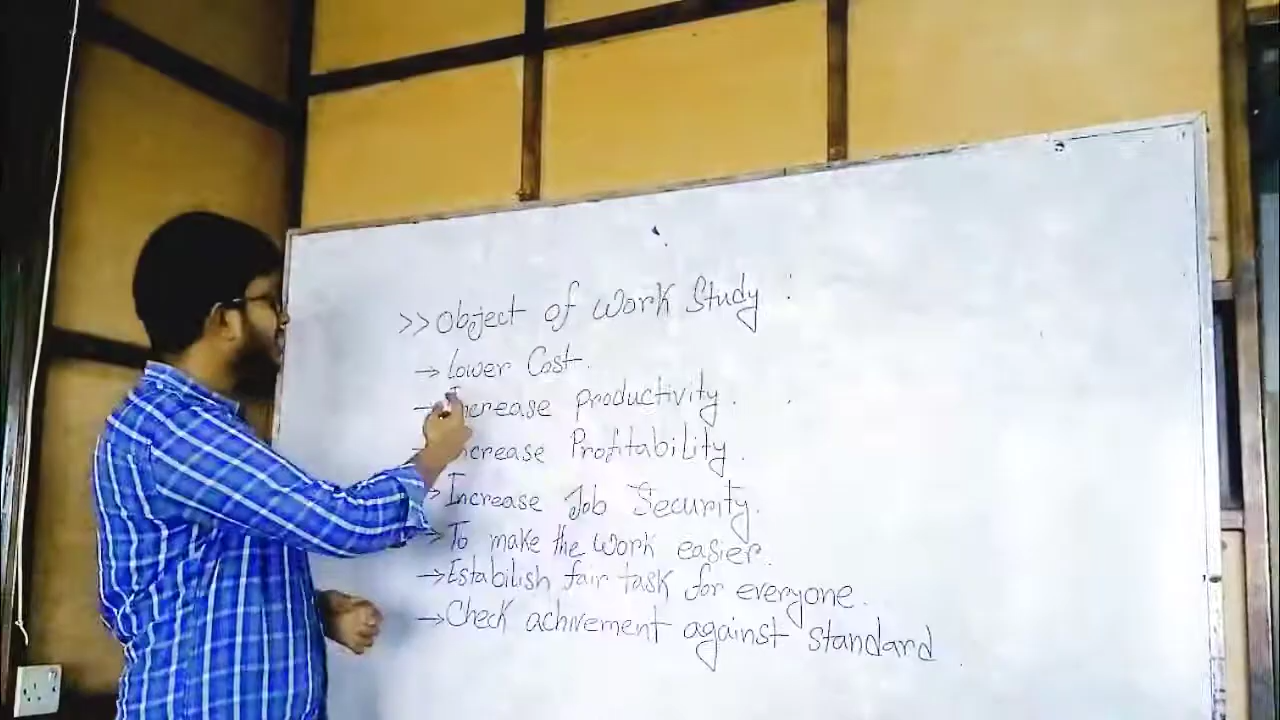 >> Object of Work Study :
→ Lower Cost.
→ Increase productivity.
→ Increase Profitability.
→ Increase Job Security.
→ To make the work easier.
→ Estabilish fair task for everyone.
→ Check achivement against standard.